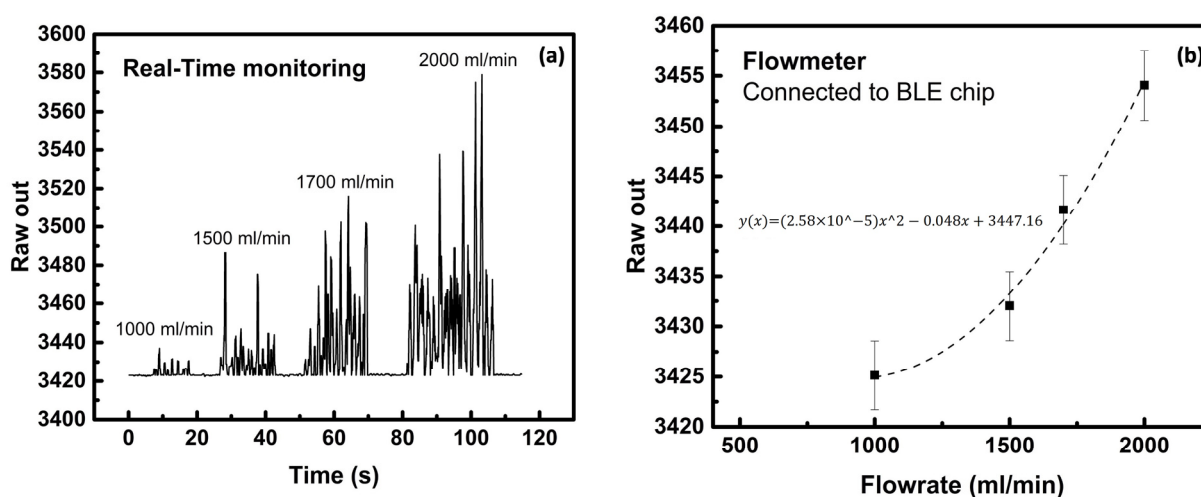 Real-Time monitoring
(a)
2000 ml/min
1700 ml/min
1500 ml/min
1000 ml/min
Raw out
3600
3580
3560
3540
3520
3500
3480
3460
3440
3420
3400
0 20 40 60 80 100 120
Time (s)
Flowmeter
(b)
Connected to BLE chip
y(x)=(2.58×10^−5)x^2 − 0.048x + 3447.16
Raw out
3460
3455
3450
3445
3440
3435
3430
3425
3420
500 1000 1500 2000
Flowrate (ml/min)